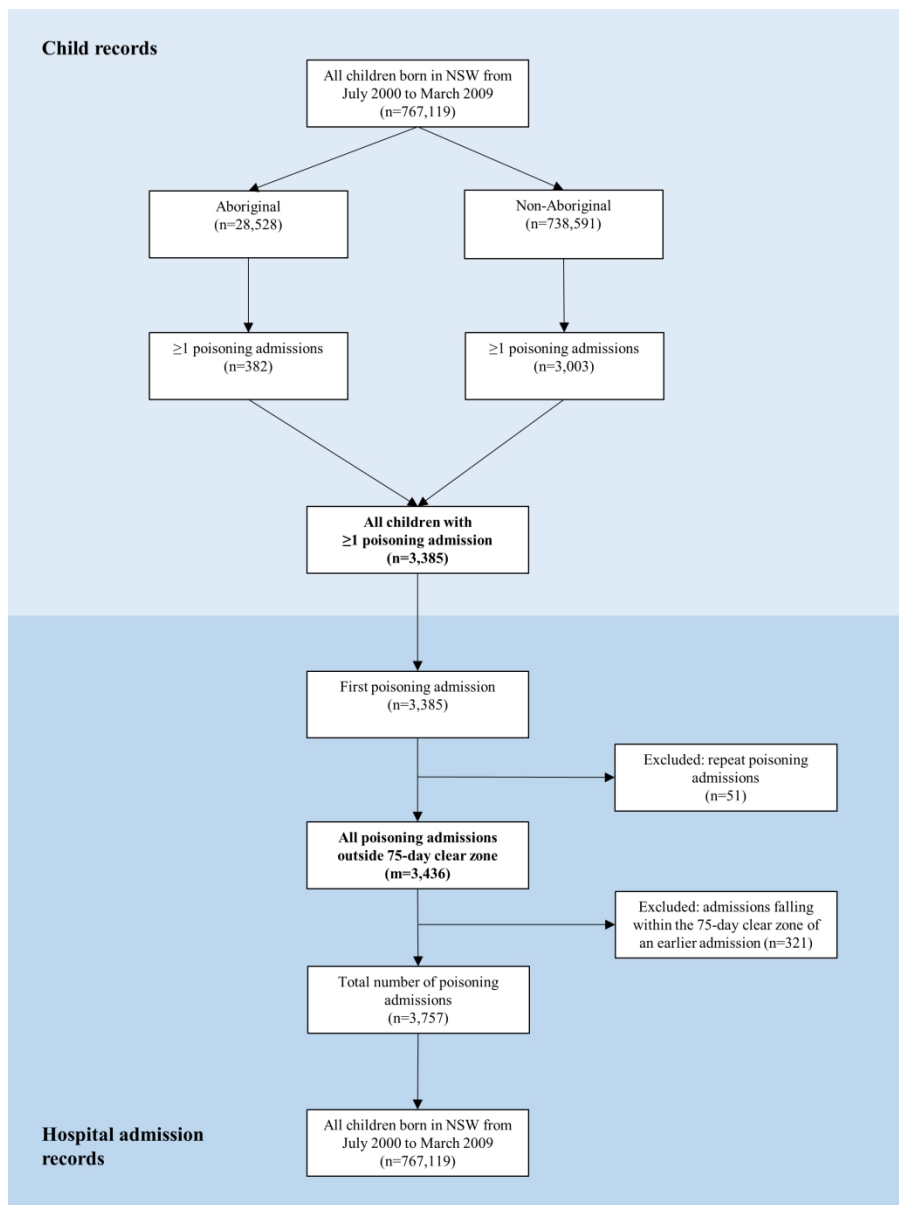 Child records
All children born in NSW from
July 2000 to March 2009
(n=767,119)
Aboriginal
(n=28,528)
Non-Aboriginal
(n=738,591)
≥1 poisoning admissions
(n=382)
≥1 poisoning admissions
(n=3,003)
All children with
≥1 poisoning admission
(n=3,385)
First poisoning admission
(n=3,385)
Excluded: repeat poisoning
admissions
(n=51)
All poisoning admissions
outside 75-day clear zone
(m=3,436)
Excluded: admissions falling
within the 75-day clear zone of
an earlier admission (n=321)
Total number of poisoning
admissions
(n=3,757)
Hospital admission
records
All children born in NSW from
July 2000 to March 2009
(n=767,119)